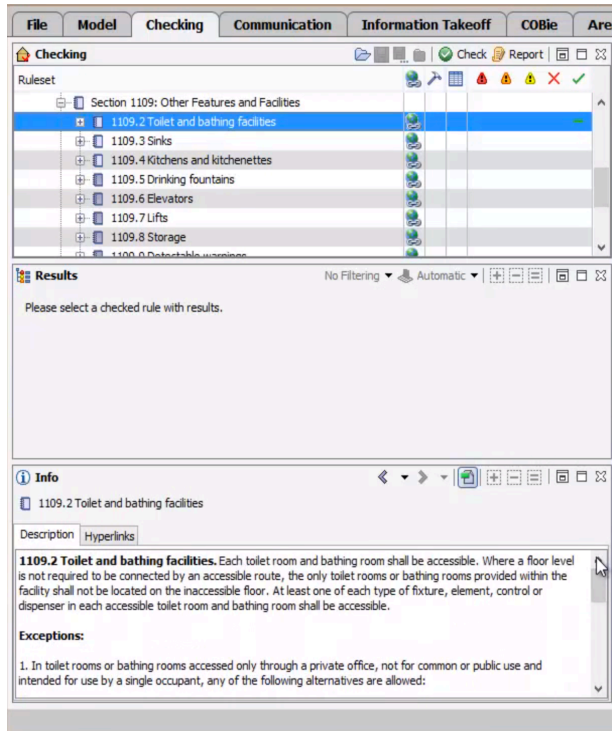 File Model Checking Communication Information Takeoff COBie Are
Checking Check Report
Ruleset
Section 1109: Other Features and Facilities
1109.2 Toilet and bathing facilities
1109.3 Sinks
1109.4 Kitchens and kitchenettes
1109.5 Drinking fountains
1109.6 Elevators
1109.7 Lifts
1109.8 Storage
1109.9 Detectable warnings
Results No Filtering Automatic
Please select a checked rule with results.
Info
1109.2 Toilet and bathing facilities
Description Hyperlinks
1109.2 Toilet and bathing facilities. Each toilet room and bathing room shall be accessible. Where a floor level
is not required to be connected by an accessible route, the only toilet rooms or bathing rooms provided within the
facility shall not be located on the inaccessible floor. At least one of each type of fixture, element, control or
dispenser in each accessible toilet room and bathing room shall be accessible.
Exceptions:
1. In toilet rooms or bathing rooms accessed only through a private office, not for common or public use and
intended for use by a single occupant, any of the following alternatives are allowed: